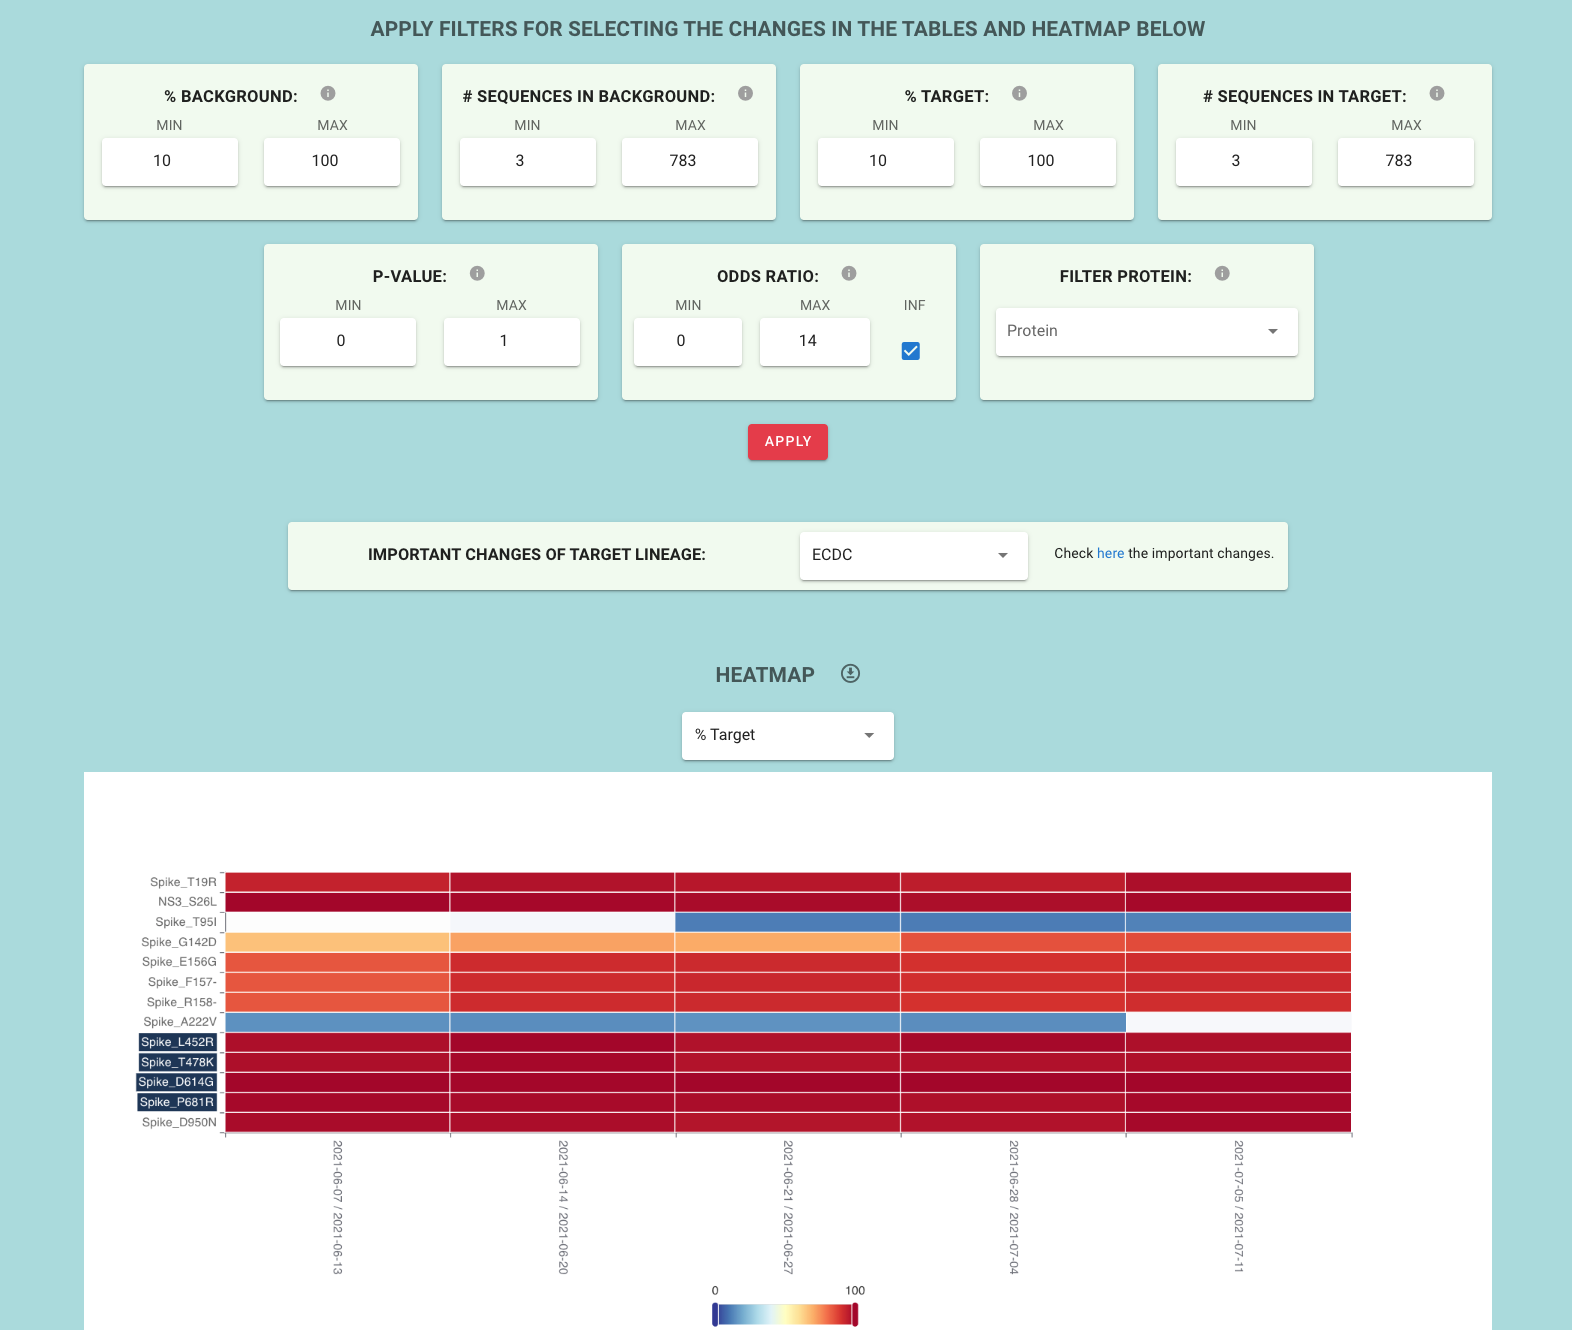 APPLY FILTERS FOR SELECTING THE CHANGES IN THE TABLES AND HEATMAP BELOW
% BACKGROUND:
MIN MAX
10 100
# SEQUENCES IN BACKGROUND:
MIN MAX
3 783
% TARGET:
MIN MAX
10 100
# SEQUENCES IN TARGET:
MIN MAX
3 783
P-VALUE:
MIN MAX
0 1
ODDS RATIO:
MIN MAX INF
0 14
FILTER PROTEIN:
Protein
APPLY
IMPORTANT CHANGES OF TARGET LINEAGE:
ECDC
Check here the important changes.
HEATMAP
% Target
Spike_T19R
NS3_S26L
Spike_T95I
Spike_G142D
Spike_E156G
Spike_F157-
Spike_R158-
Spike_A222V
Spike_L452R
Spike_T478K
Spike_D614G
Spike_P681R
Spike_D950N
2021-06-07 / 2021-06-13
2021-06-14 / 2021-06-20
2021-06-21 / 2021-06-27
2021-06-28 / 2021-07-04
2021-07-05 / 2021-07-11
0 100